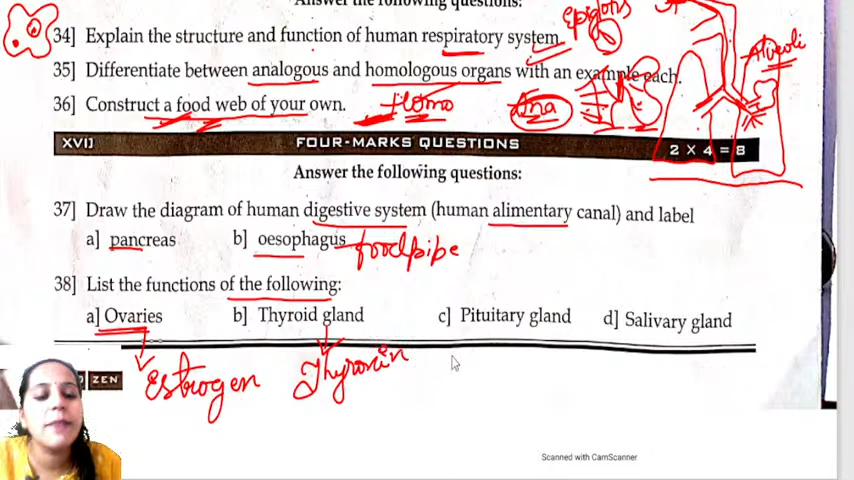 Answer the following questions:
epiglottis
34] Explain the structure and function of human respiratory system.
Alveoli
35] Differentiate between analogous and homologous organs with an example each.
36] Construct a food web of your own.
Homo
Ana
XVI] FOUR-MARKS QUESTIONS 2 X 4 = 8
Answer the following questions:
37] Draw the diagram of human digestive system (human alimentary canal) and label
a] pancreas b] oesophagus
foodpipe
38] List the functions of the following:
a] Ovaries b] Thyroid gland c] Pituitary gland d] Salivary gland
ZEN
Estrogen Thyroxin
Scanned with CamScanner